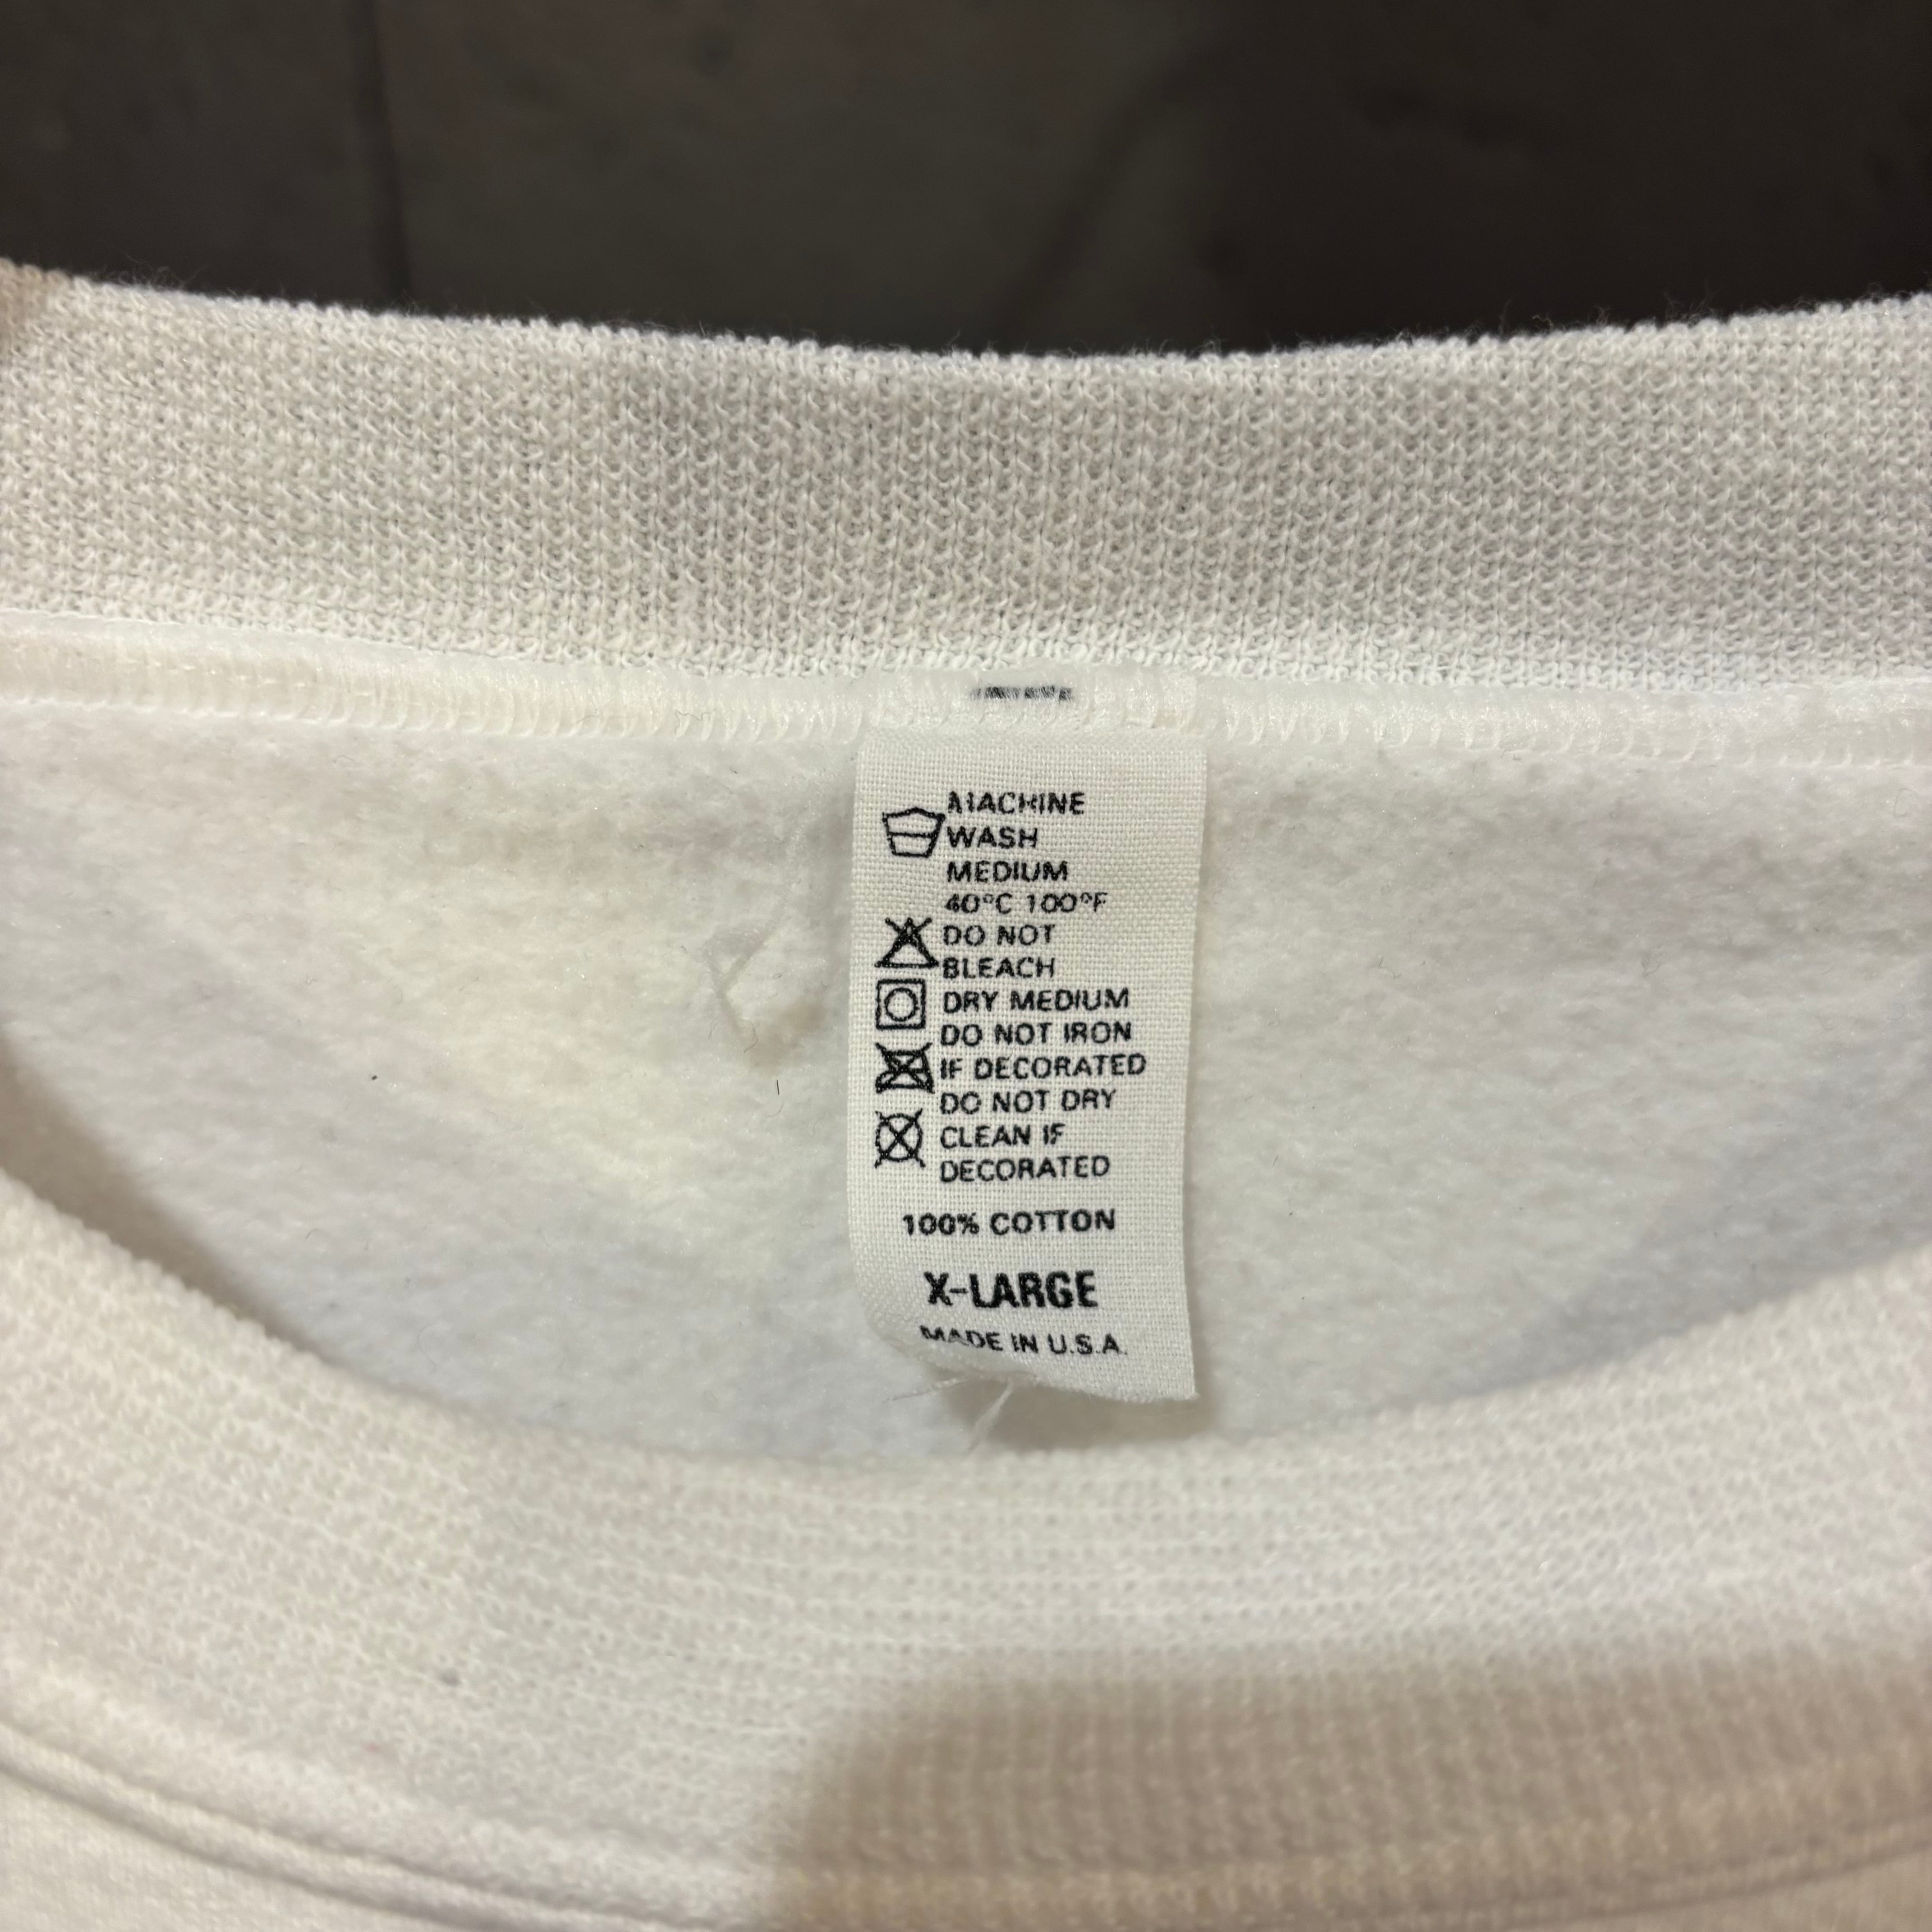 MACHINE
WASH
MEDIUM
40°C 100°F
DO NOT
BLEACH
DRY MEDIUM
DO NOT IRON
IF DECORATED
DO NOT DRY
CLEAN IF
DECORATED
100% COTTON
X-LARGE
MADE IN U.S.A.